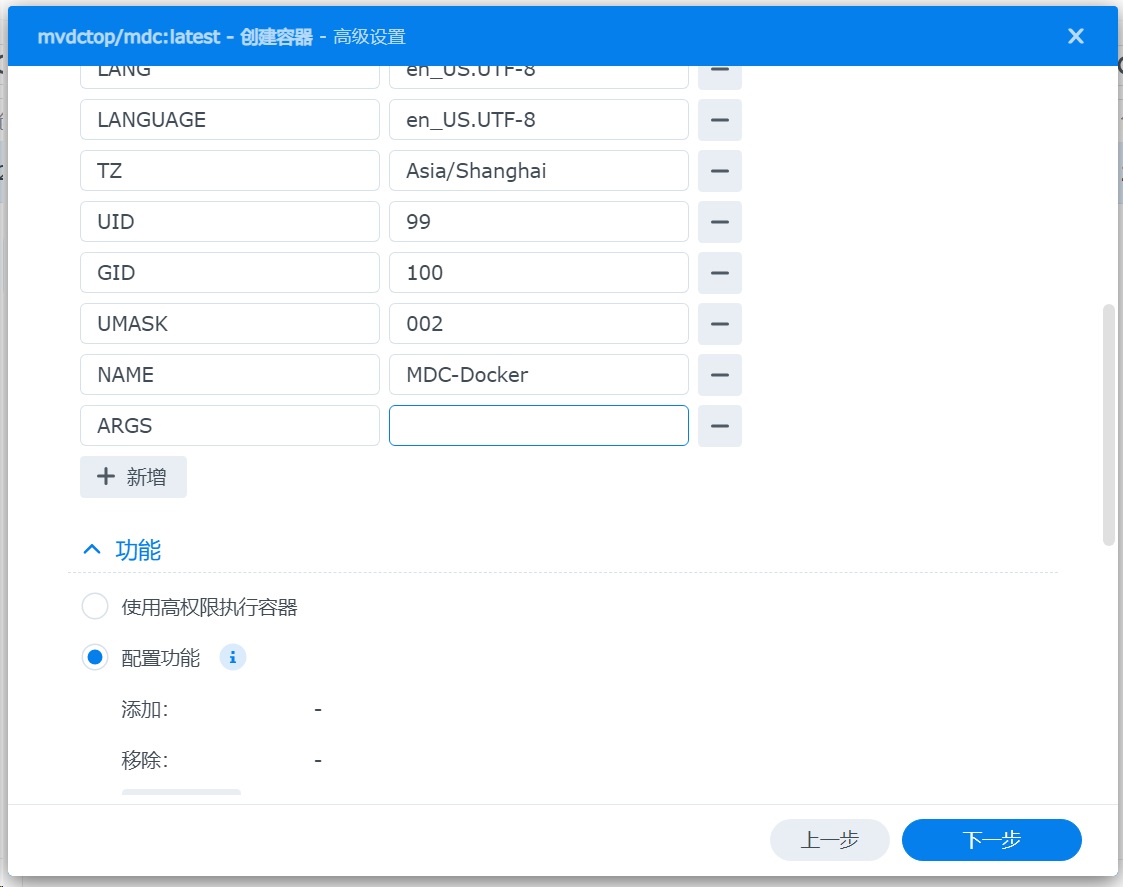 mvdctop/mdc:latest - 创建容器 - 高级设置
LANG en_US.UTF-8
LANGUAGE en_US.UTF-8
TZ Asia/Shanghai
UID 99
GID 100
UMASK 002
NAME MDC-Docker
ARGS
新增
功能
使用高权限执行容器
配置功能
添加: -
移除: -
上一步 下一步